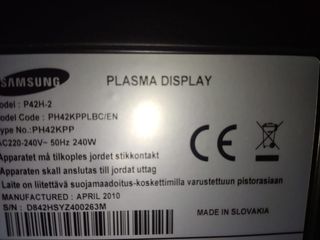 SAMSUNG
PLASMA DISPLAY
Model : P42H-2
Model Code : PH42KPPLBC/EN
Type No.: PH42KPP
AC220-240V~ 50Hz 240W
Apparatet må tilkoples jordet stikkontakt
Apparaten skall anslutas till jordat uttag
Laite on liitettävä suojamaadoitus-koskettimilla varustettuun pistorasiaan
MANUFACTURED : APRIL 2010
S/N : D842HSYZ400263M
MADE IN SLOVAKIA
CE